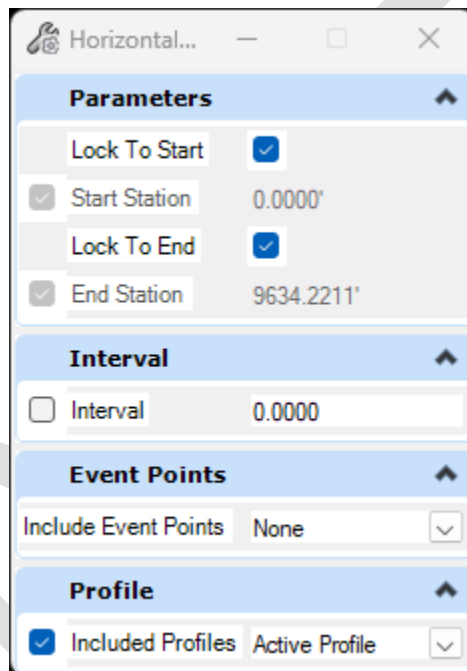 Horizontal...
Parameters
Lock To Start
Start Station 0.0000'
Lock To End
End Station 9634.2211'
Interval
Interval 0.0000
Event Points
Include Event Points None
Profile
Included Profiles Active Profile